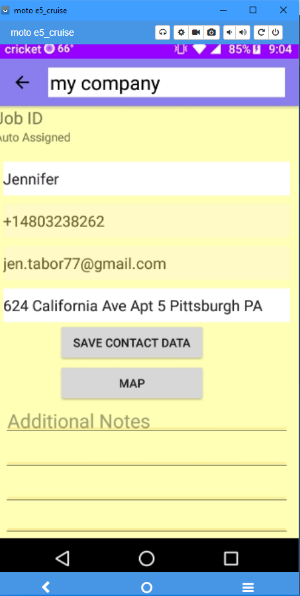 moto e5_cruise
moto e5_cruise
cricket 66° 85% 9:04
my company
Job ID
Auto Assigned
Jennifer
+14803238262
jen.tabor77@gmail.com
624 California Ave Apt 5 Pittsburgh PA
SAVE CONTACT DATA
MAP
Additional Notes